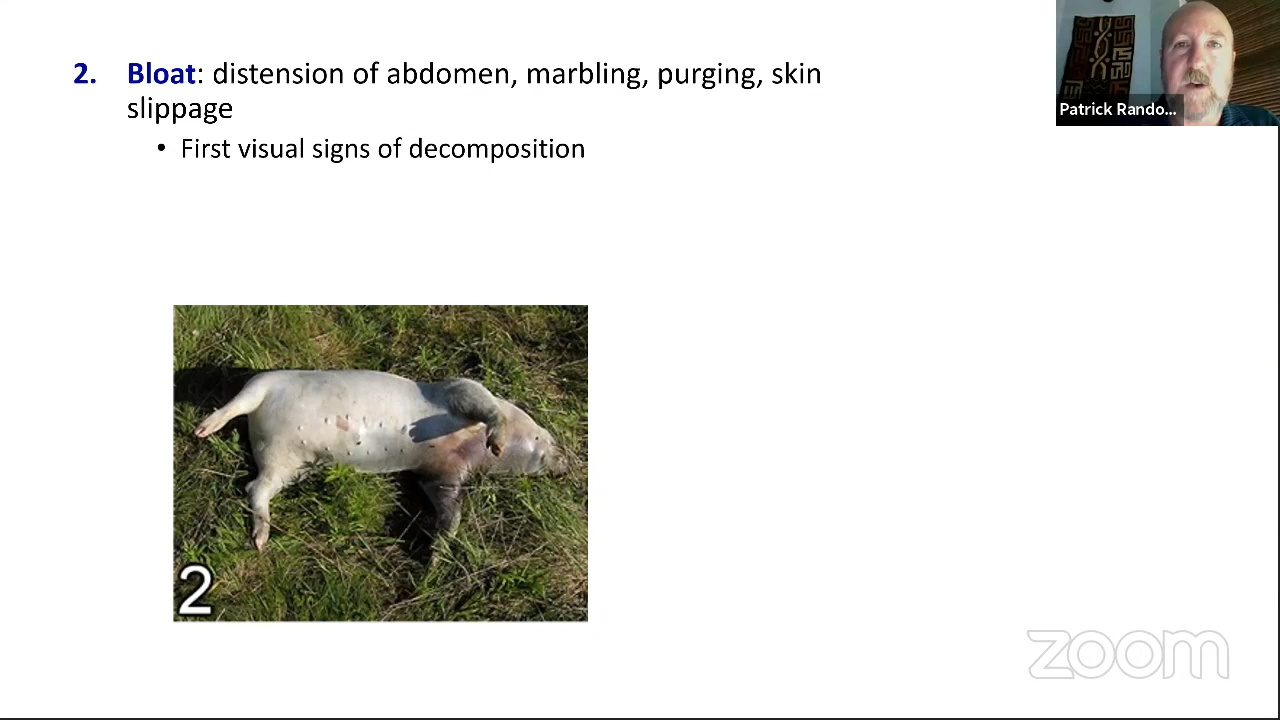 2. Bloat: distension of abdomen, marbling, purging, skin
slippage
• First visual signs of decomposition
Patrick Rando...
2
zoom